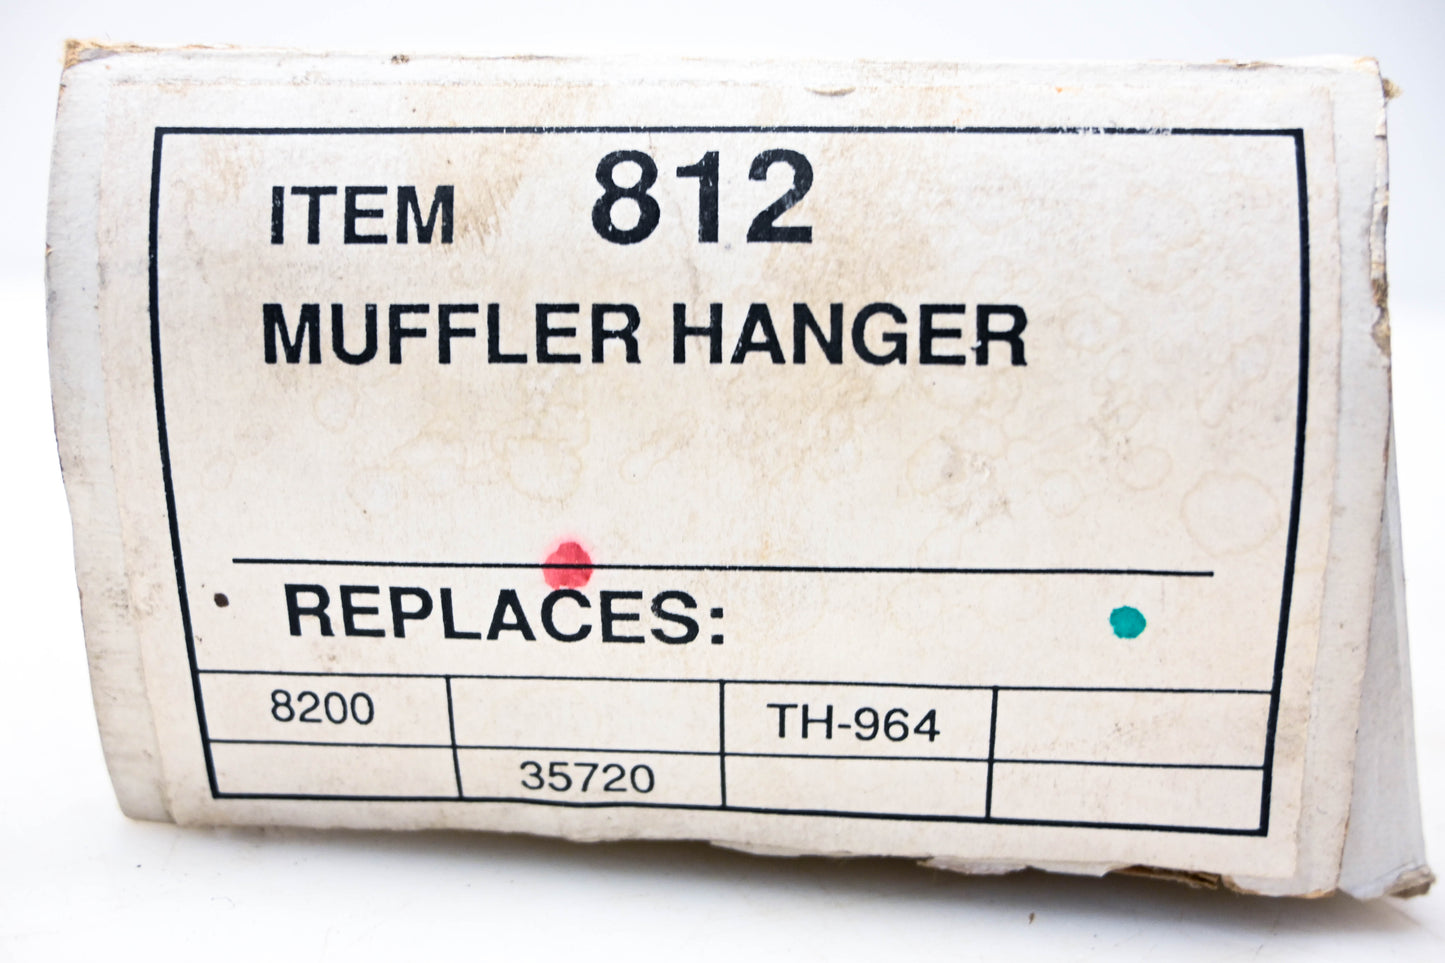 ITEM 812
MUFFLER HANGER
REPLACES:
8200 TH-964
35720